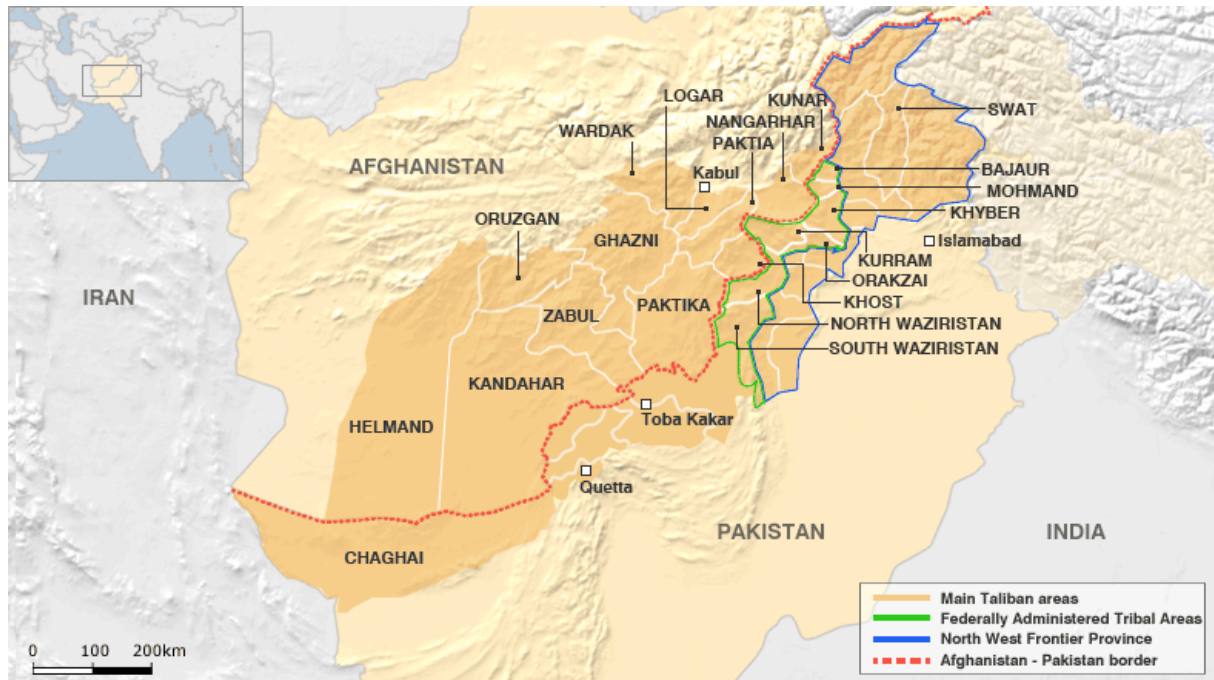 LOGAR
KUNAR
SWAT
NANGARHAR
WARDAK
PAKTIA
AFGHANISTAN
Kabul
BAJAUR
MOHMAND
ORUZGAN
KHYBER
GHAZNI
Islamabad
KURRAM
ORAKZAI
IRAN
PAKTIKA
KHOST
ZABUL
NORTH WAZIRISTAN
SOUTH WAZIRISTAN
KANDAHAR
Toba Kakar
HELMAND
Quetta
PAKISTAN
INDIA
CHAGHAI
Main Taliban areas
Federally Administered Tribal Areas
North West Frontier Province
Afghanistan - Pakistan border
0 100 200km